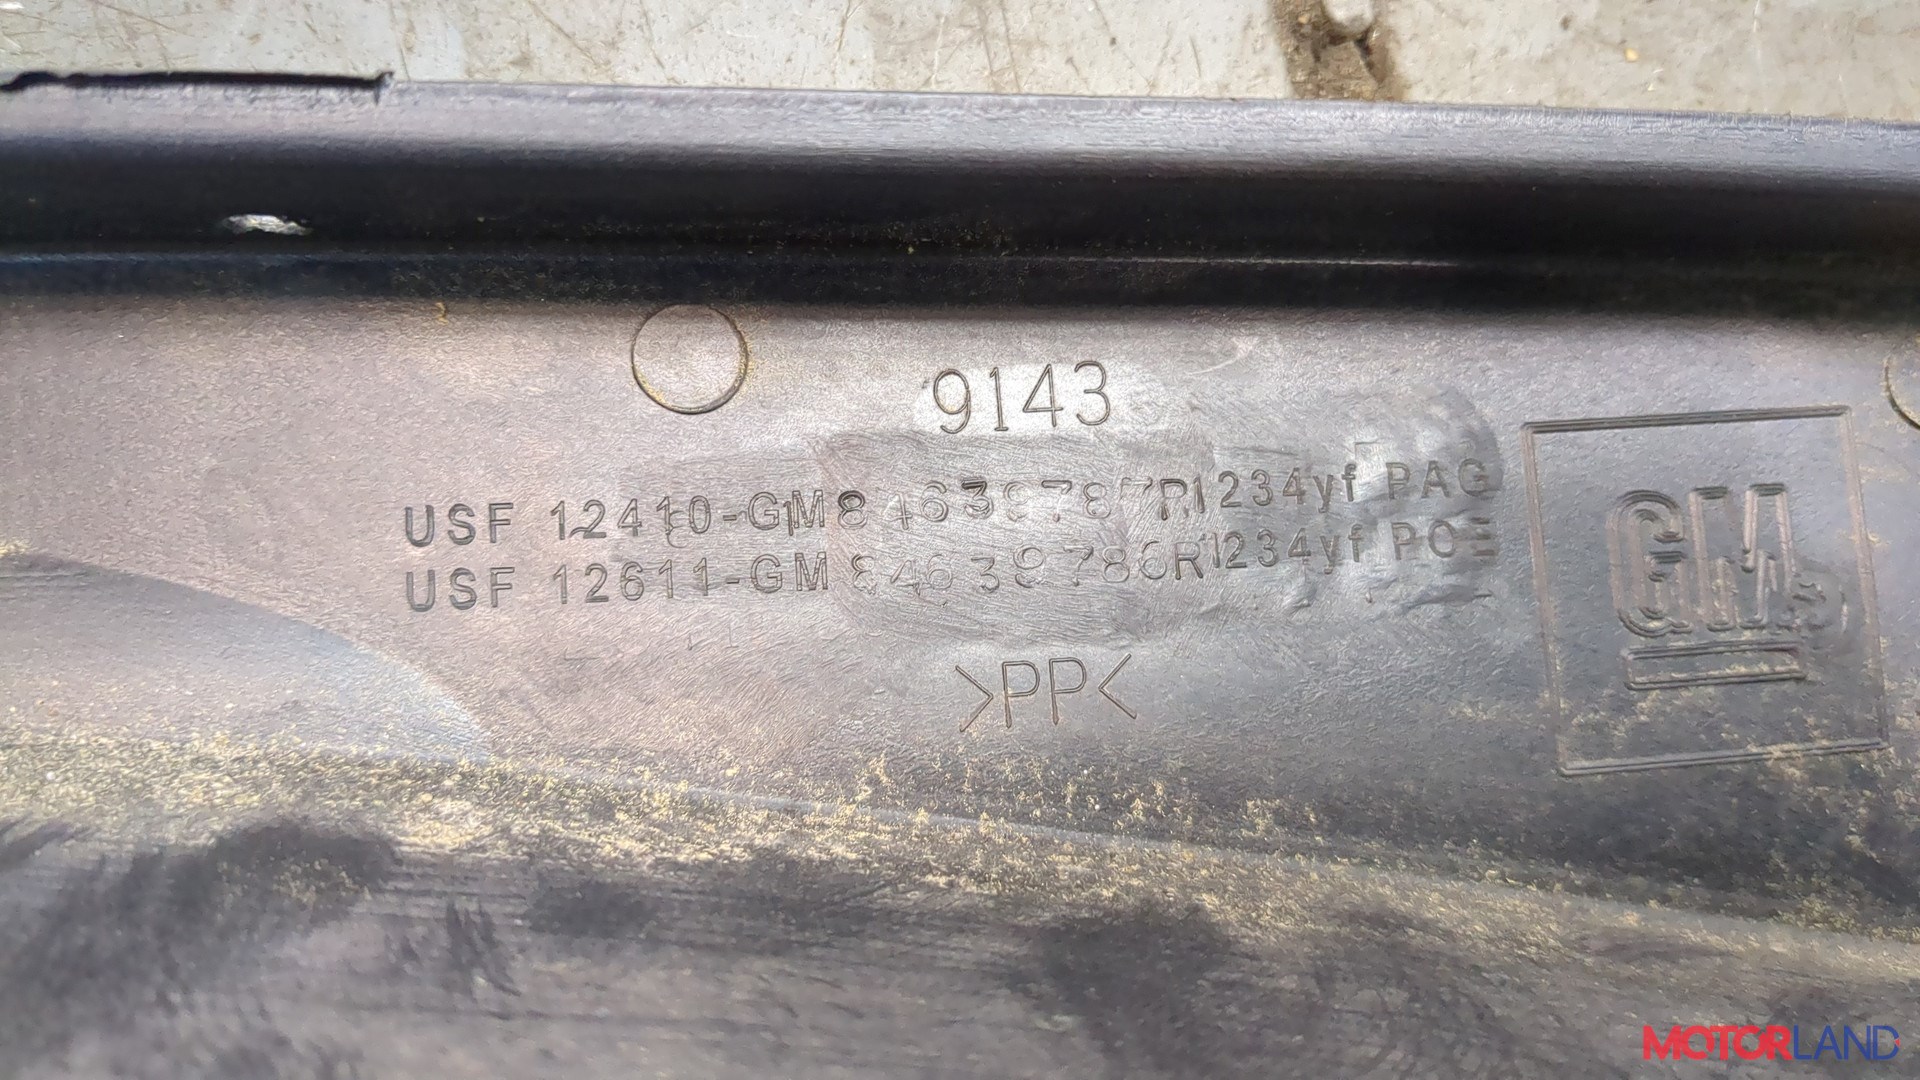 9143
USF 12410-GM84639787R1234yf PAG
USF 12611-GM84639786R1234yf POE
>PP<
GM
MOTORLAND